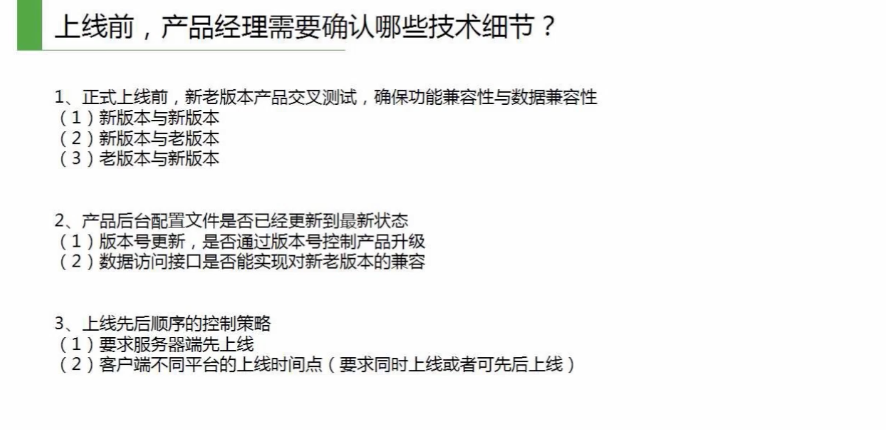 上线前，产品经理需要确认哪些技术细节？
1、正式上线前，新老版本产品交叉测试，确保功能兼容性与数据兼容性
（1）新版本与新版本
（2）新版本与老版本
（3）老版本与新版本
2、产品后台配置文件是否已经更新到最新状态
（1）版本号更新，是否通过版本号控制产品升级
（2）数据访问接口是否能实现对新老版本的兼容
3、上线先后顺序的控制策略
（1）要求服务器端先上线
（2）客户端不同平台的上线时间点（要求同时上线或者可先后上线）